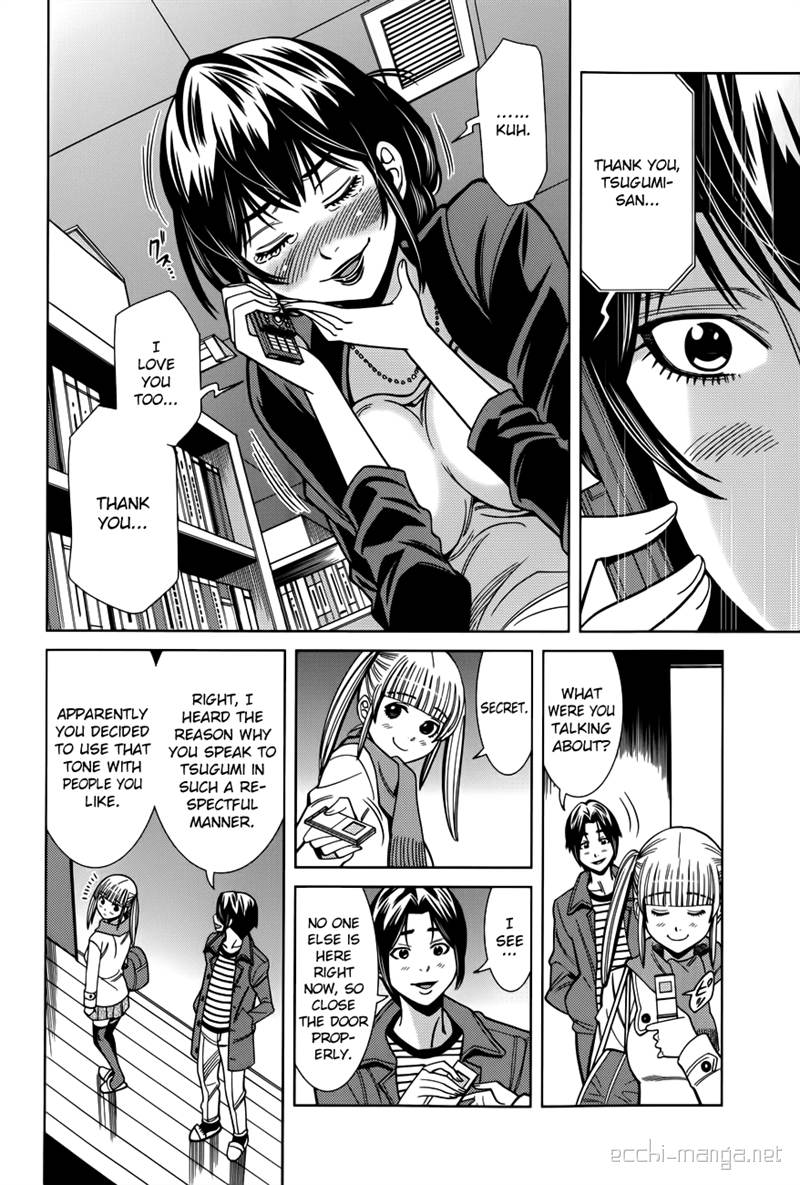 THANK YOU,
TSUGUMI-
SAN...
......
KUH.
グス...
I
LOVE
YOU
TOO...
THANK
YOU...
WHAT
WERE YOU
TALKING
ABOUT?
SECRET.
I
SEE
...
NO ONE
ELSE IS
HERE
RIGHT
NOW, SO
CLOSE
THE DOOR
PROP-
ERLY.
RIGHT, I
HEARD THE
REASON WHY
YOU SPEAK TO
TSUGUMI IN
SUCH A RE-
SPECTFUL
MANNER.
APPARENTLY
YOU DECIDED
TO USE THAT
TONE WITH
PEOPLE YOU
LIKE.
ecchi-manga.net